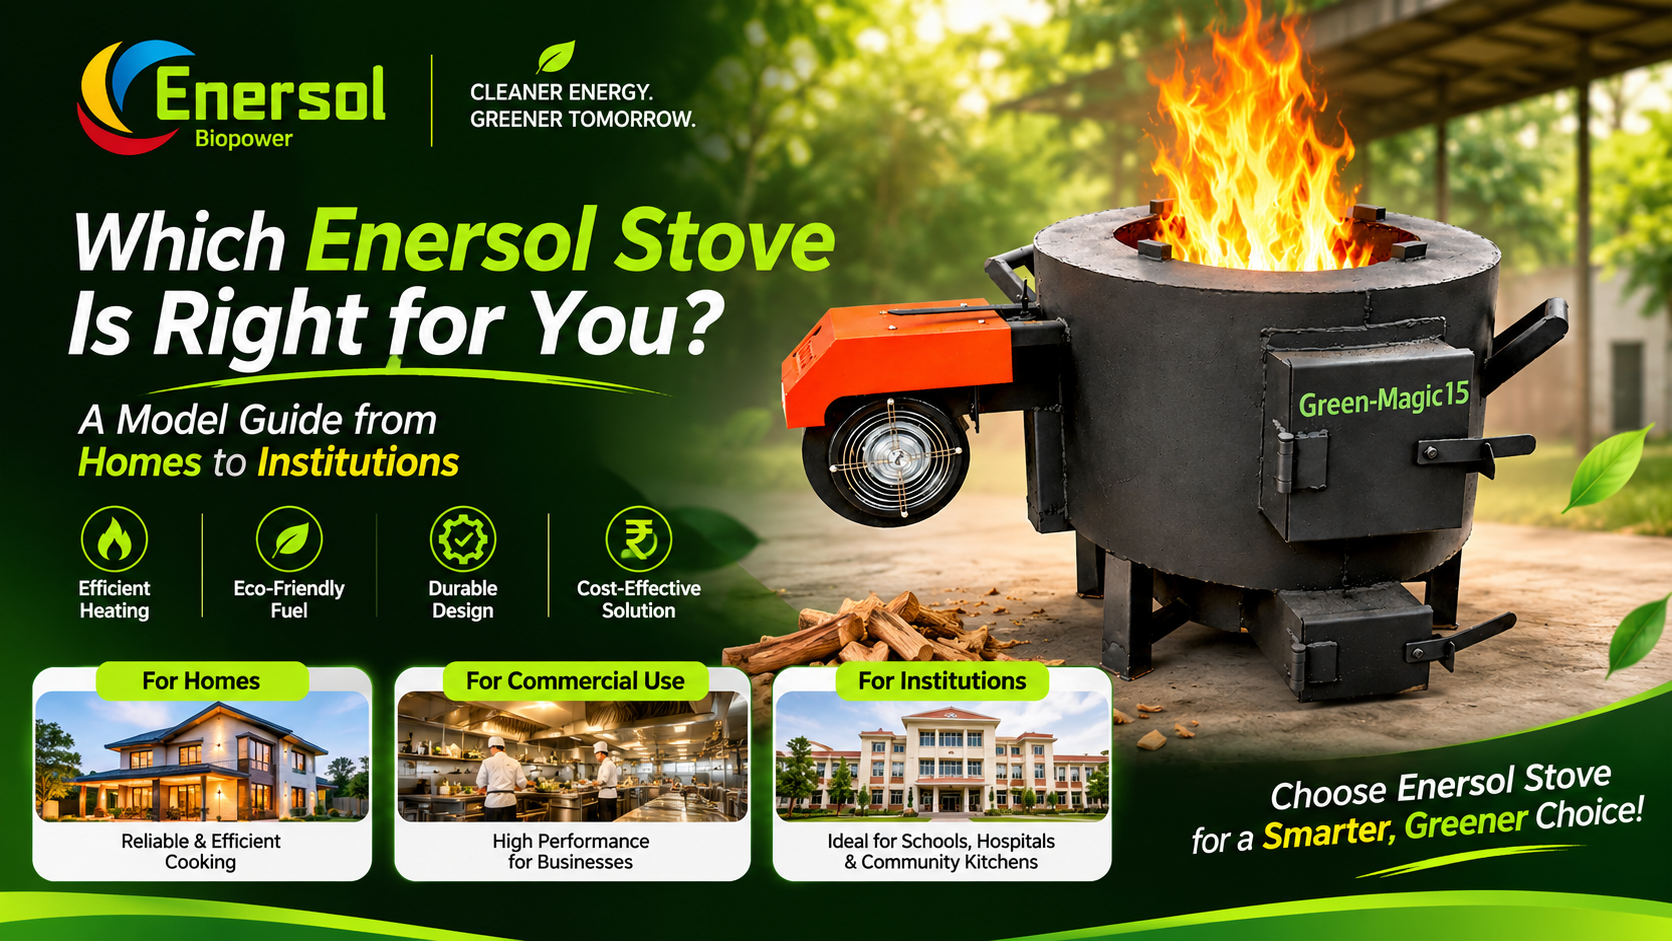 Enersol
Biopower
CLEANER ENERGY.
GREENER TOMORROW.
Which Enersol Stove
Is Right for You?
A Model Guide from
Homes to Institutions
Efficient
Heating
Eco-Friendly
Fuel
Durable
Design
₹
Cost-Effective
Solution
Green-Magic15
For Homes
Reliable & Efficient
Cooking
For Commercial Use
High Performance
for Businesses
For Institutions
Ideal for Schools, Hospitals
& Community Kitchens
Choose Enersol Stove
for a Smarter, Greener Choice!